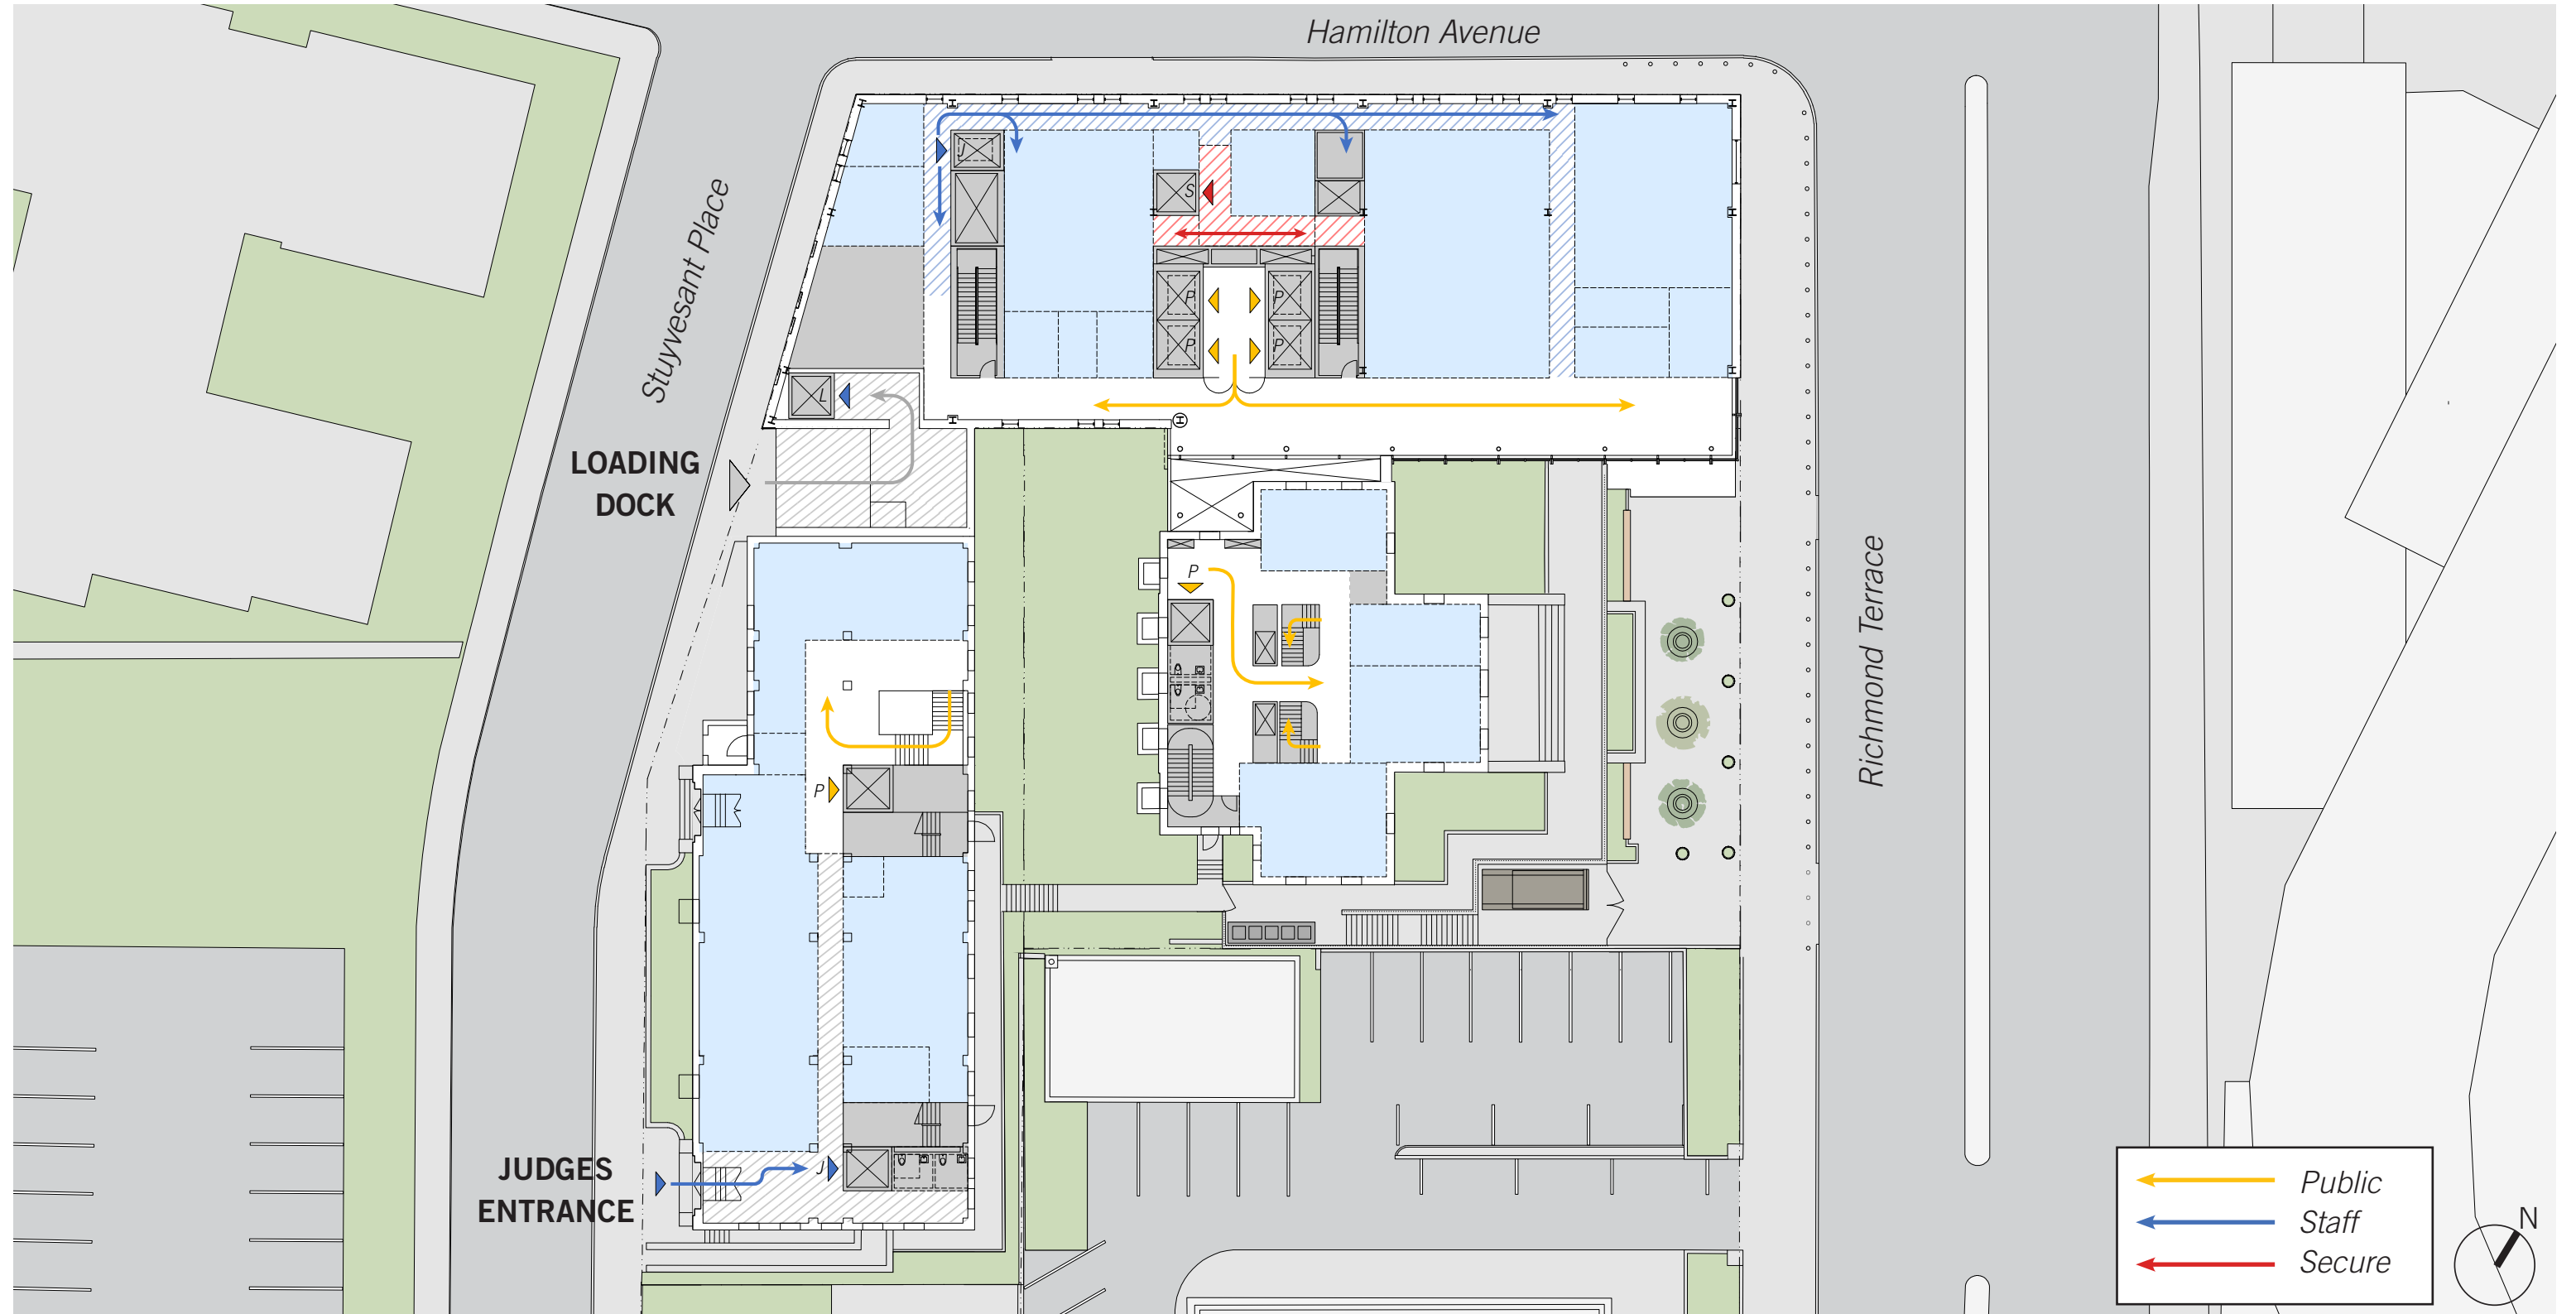 Hamilton Avenue
J
S
Stuyvesant Place
P
P
P
P
L
LOADING
DOCK
P
Richmond Terrace
P
JUDGES
ENTRANCE
J
Public
Staff
Secure
N